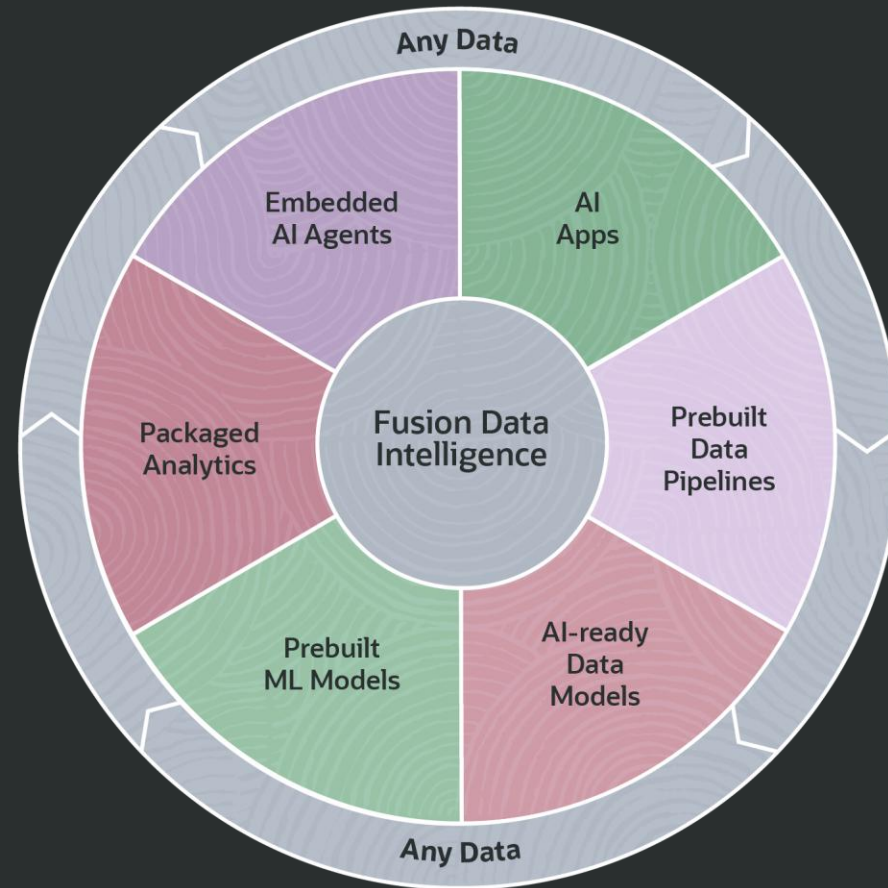 Any Data
Embedded
AI Agents
AI
Apps
Packaged
Analytics
Fusion Data
Intelligence
Prebuilt
Data
Pipelines
Prebuilt
ML Models
AI-ready
Data
Models
Any Data